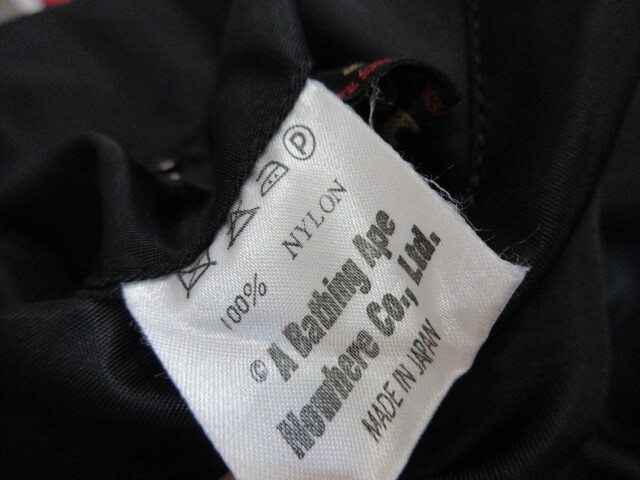 P
100% NYLON
© A Bathing Ape
Nowhere Co., Ltd.
MADE IN JAPAN